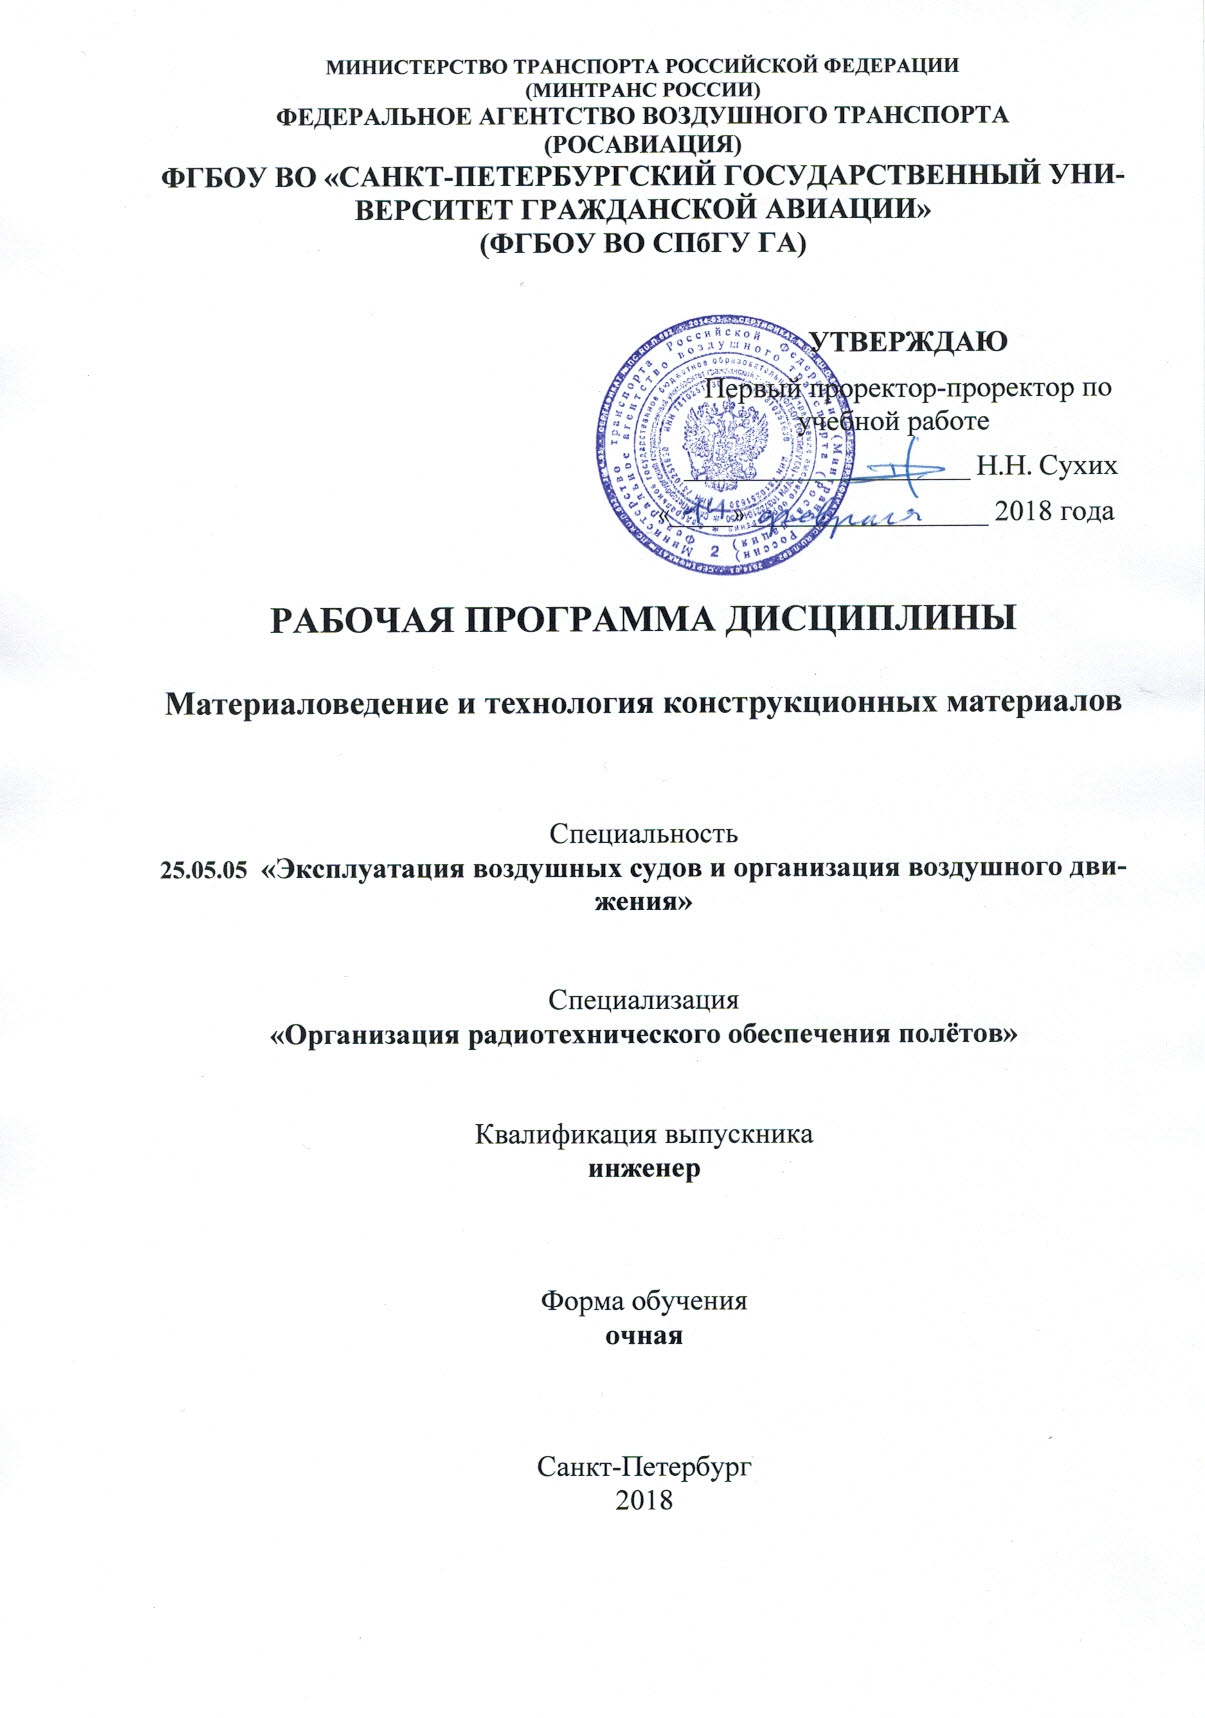 МИНИСТЕРСТВО ТРАНСПОРТА РОССИЙСКОЙ ФЕДЕРАЦИИ
(МИНТРАНС РОССИИ)
ФЕДЕРАЛЬНОЕ АГЕНТСТВО ВОЗДУШНОГО ТРАНСПОРТА
(РОСАВИАЦИЯ)
ФГБОУ ВО «САНКТ-ПЕТЕРБУРГСКИЙ ГОСУДАРСТВЕННЫЙ УНИ-
ВЕРСИТЕТ ГРАЖДАНСКОЙ АВИАЦИИ»
(ФГБОУ ВО СПбГУ ГА)
УТВЕРЖДАЮ
Первый проректор-проректор по
учебной работе
Н.Н. Сухих
«14» февраля 2018 года
РАБОЧАЯ ПРОГРАММА ДИСЦИПЛИНЫ
Материаловедение и технология конструкционных материалов
Специальность
25.05.05 «Эксплуатация воздушных судов и организация воздушного дви-
жения»
Специализация
«Организация радиотехнического обеспечения полётов»
Квалификация выпускника
инженер
Форма обучения
очная
Санкт-Петербург
2018